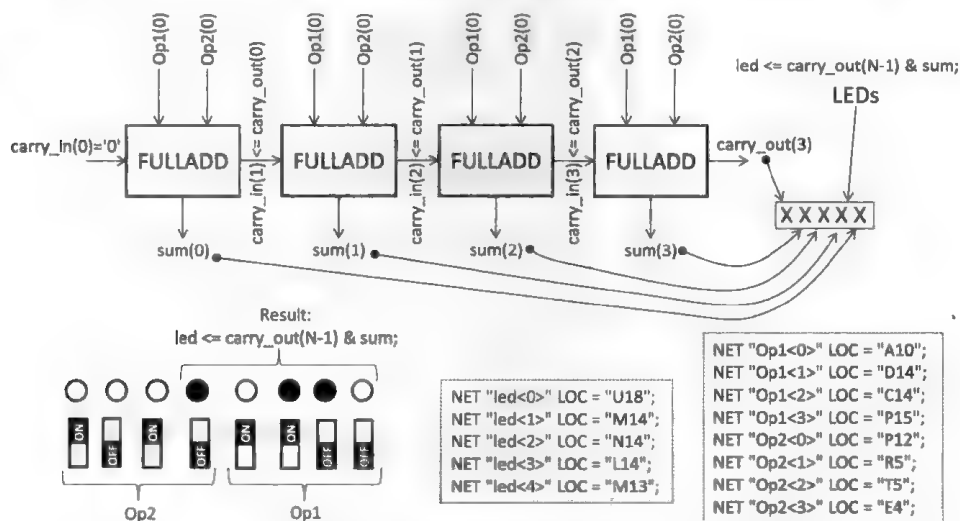 Op1(0)
Op2(0)
Op1(0)
Op2(0)
Op1(0)
Op2(0)
Op1(0)
Op2(0)
led <= carry_out(N-1) & sum;
LEDs
carry_in(0)='0'
FULLADD
carry_in(1) <= carry_out(0)
FULLADD
carry_in(2) <= carry_out(1)
FULLADD
carry_in(3) <= carry_out(2)
FULLADD
carry_out(3)
X X X X X
sum(0)
sum(1)
sum(2)
sum(3)
Result:
led <= carry_out(N-1) & sum;
ON
OFF
ON
OFF
ON
ON
OFF
OFF
Op2
Op1
NET "led<0>" LOC = "U18";
NET "led<1>" LOC = "M14";
NET "led<2>" LOC = "N14";
NET "led<3>" LOC = "L14";
NET "led<4>" LOC = "M13";
NET "Op1<0>" LOC = "A10";
NET "Op1<1>" LOC = "D14";
NET "Op1<2>" LOC = "C14";
NET "Op1<3>" LOC = "P15";
NET "Op2<0>" LOC = "P12";
NET "Op2<1>" LOC = "R5";
NET "Op2<2>" LOC = "T5";
NET "Op2<3>" LOC = "E4";